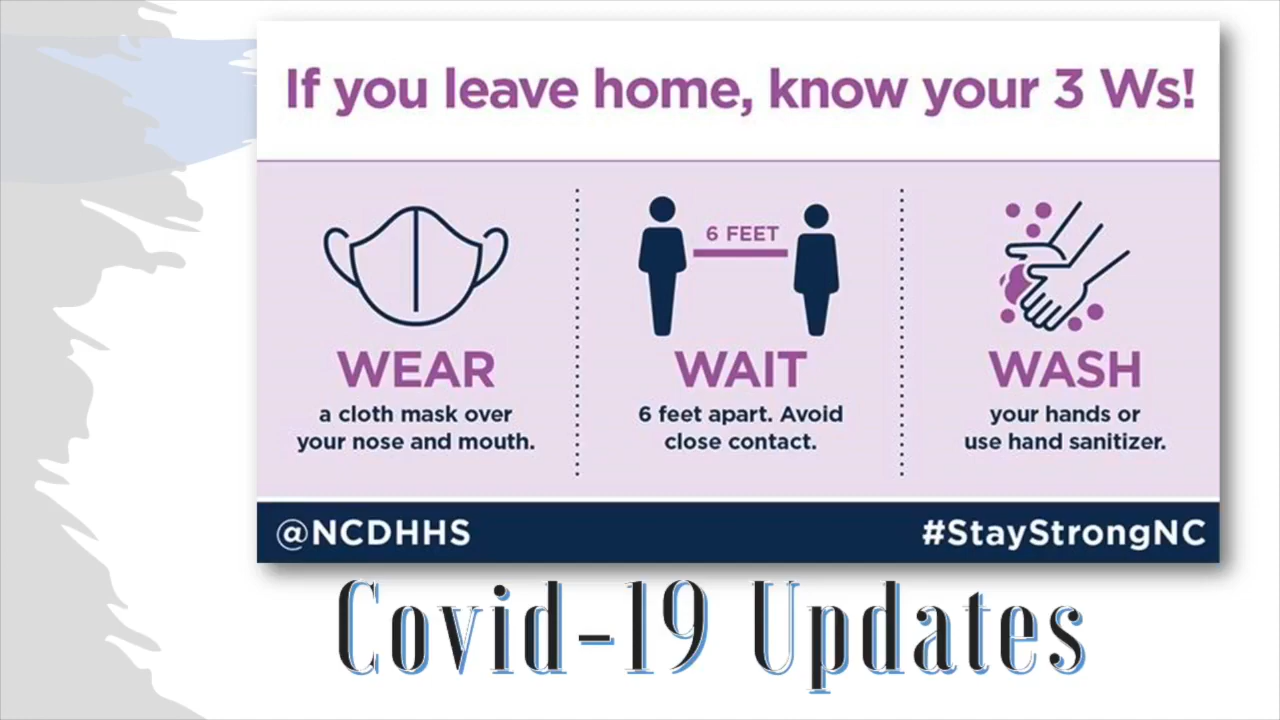 If you leave home, know your 3 Ws!
6 FEET
WEAR
a cloth mask over
your nose and mouth.
WAIT
6 feet apart. Avoid
close contact.
WASH
your hands or
use hand sanitizer.
@NCDHHS
#StayStrongNC
Covid-19 Updates